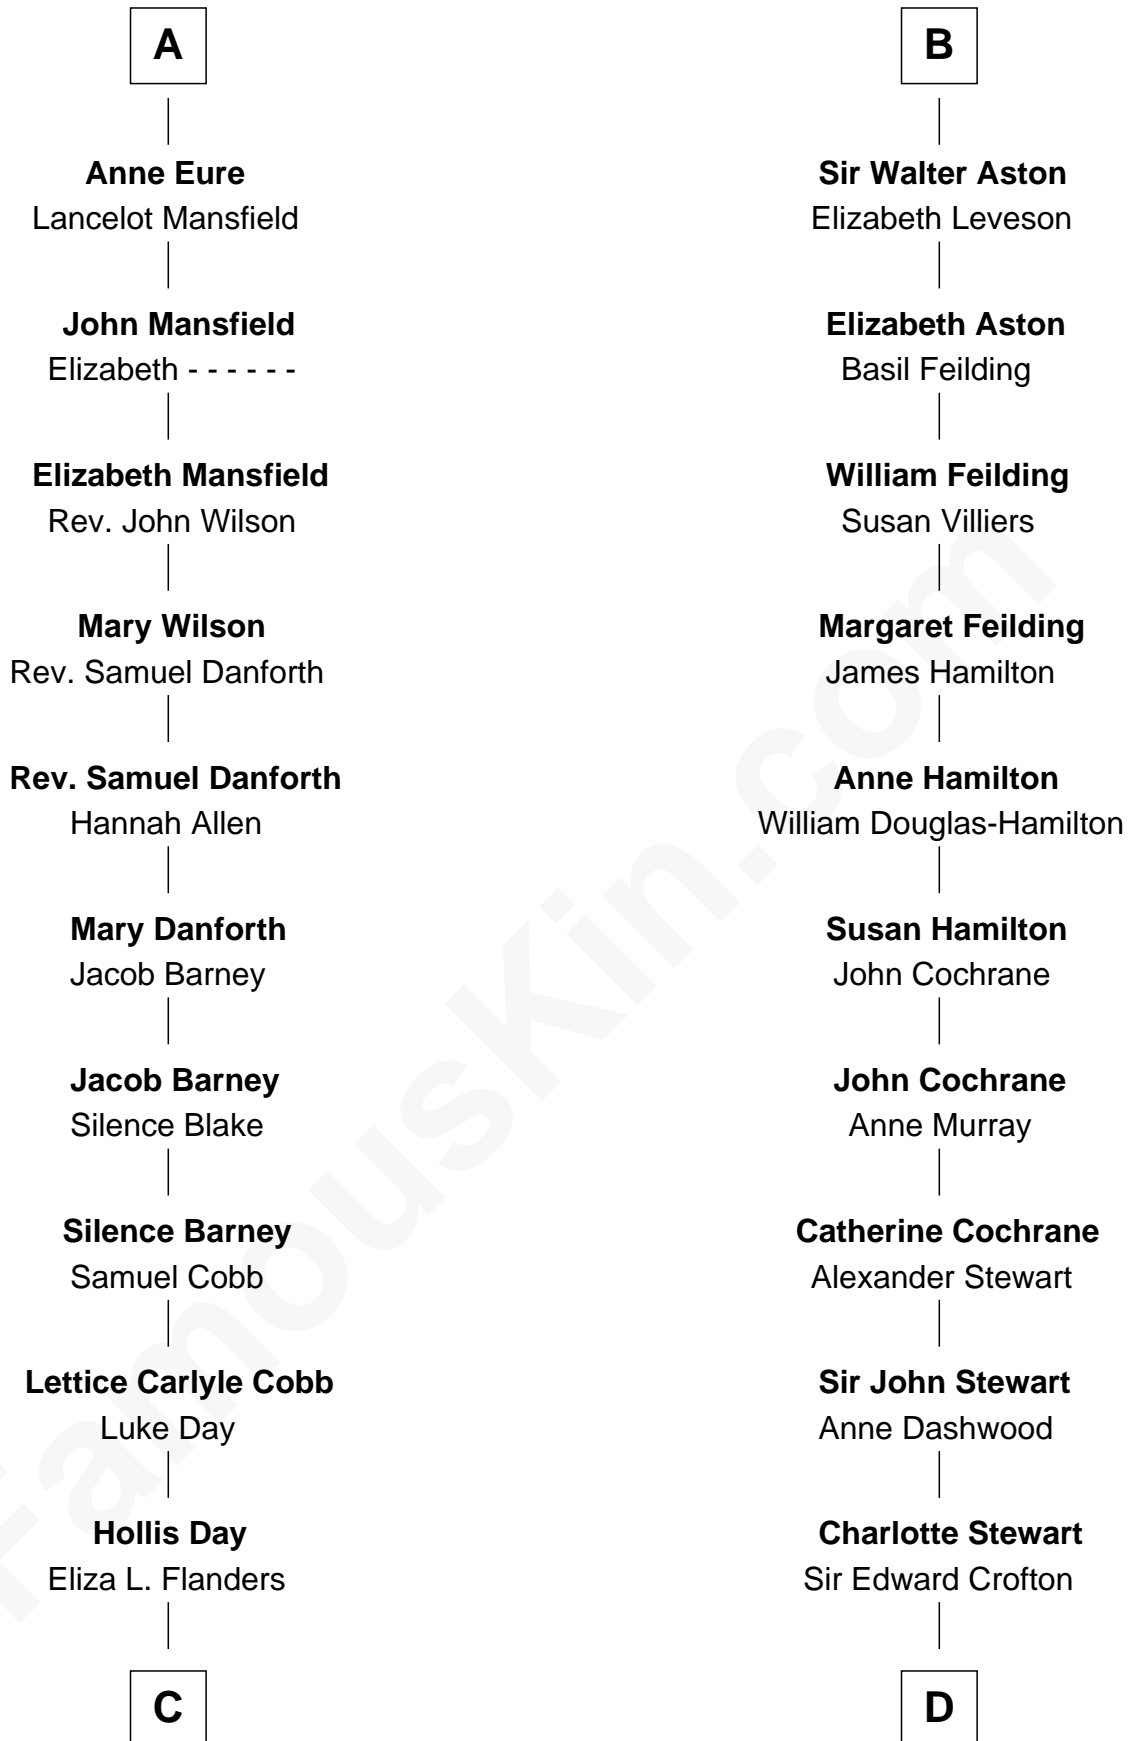 A
Anne Eure
Lancelot Mansfield
John Mansfield
Elizabeth - - - - - -
Elizabeth Mansfield
Rev. John Wilson
Mary Wilson
Rev. Samuel Danforth
Rev. Samuel Danforth
Hannah Allen
Mary Danforth
Jacob Barney
Jacob Barney
Silence Blake
Silence Barney
Samuel Cobb
Lettice Carlyle Cobb
Luke Day
Hollis Day
Eliza L. Flanders
C
B
Sir Walter Aston
Elizabeth Leveson
Elizabeth Aston
Basil Feilding
William Feilding
Susan Villiers
Margaret Feilding
James Hamilton
Anne Hamilton
William Douglas-Hamilton
Susan Hamilton
John Cochrane
John Cochrane
Anne Murray
Catherine Cochrane
Alexander Stewart
Sir John Stewart
Anne Dashwood
Charlotte Stewart
Sir Edward Crofton
D
FamousKin.com